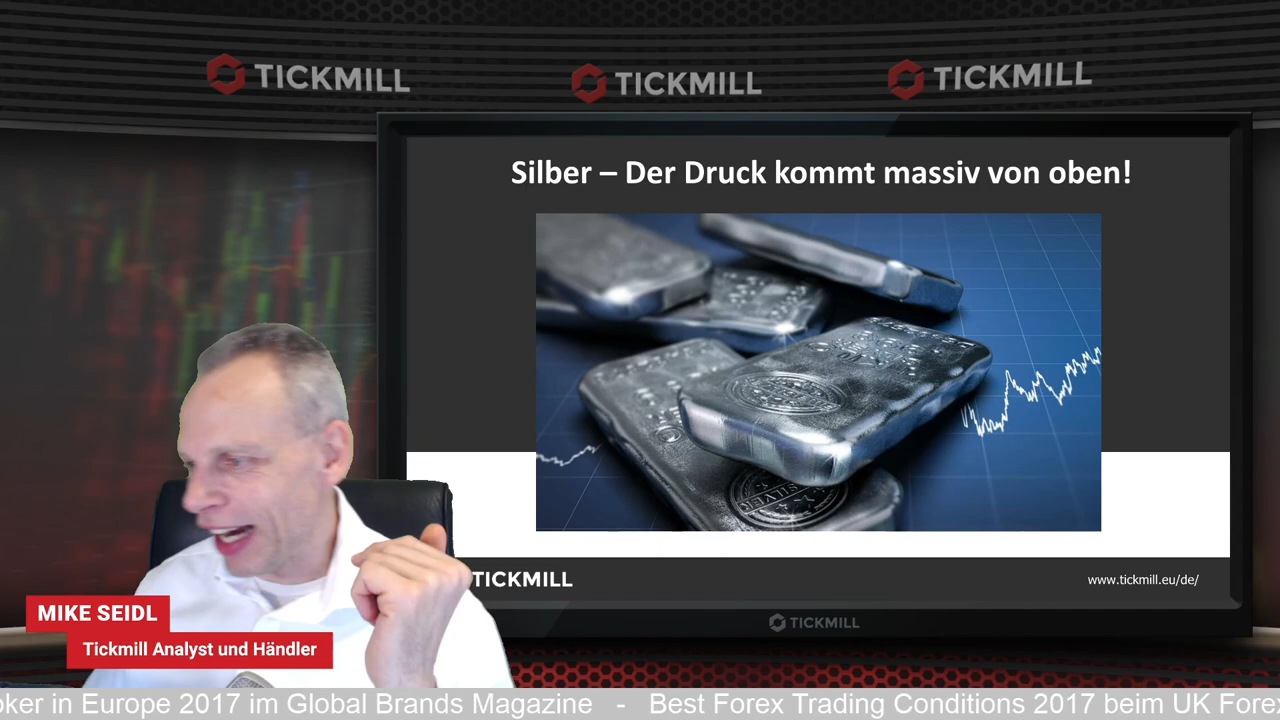 TICKMILL
TICKMILL
TICKMILL
Silber – Der Druck kommt massiv von oben!
SILVER
TICKMILL
www.tickmill.eu/de/
TICKMILL
MIKE SEIDL
Tickmill Analyst und Händler
in Europe 2017 im Global Brands Magazine - Best Forex Trading Conditions 2017 beim UK Forex